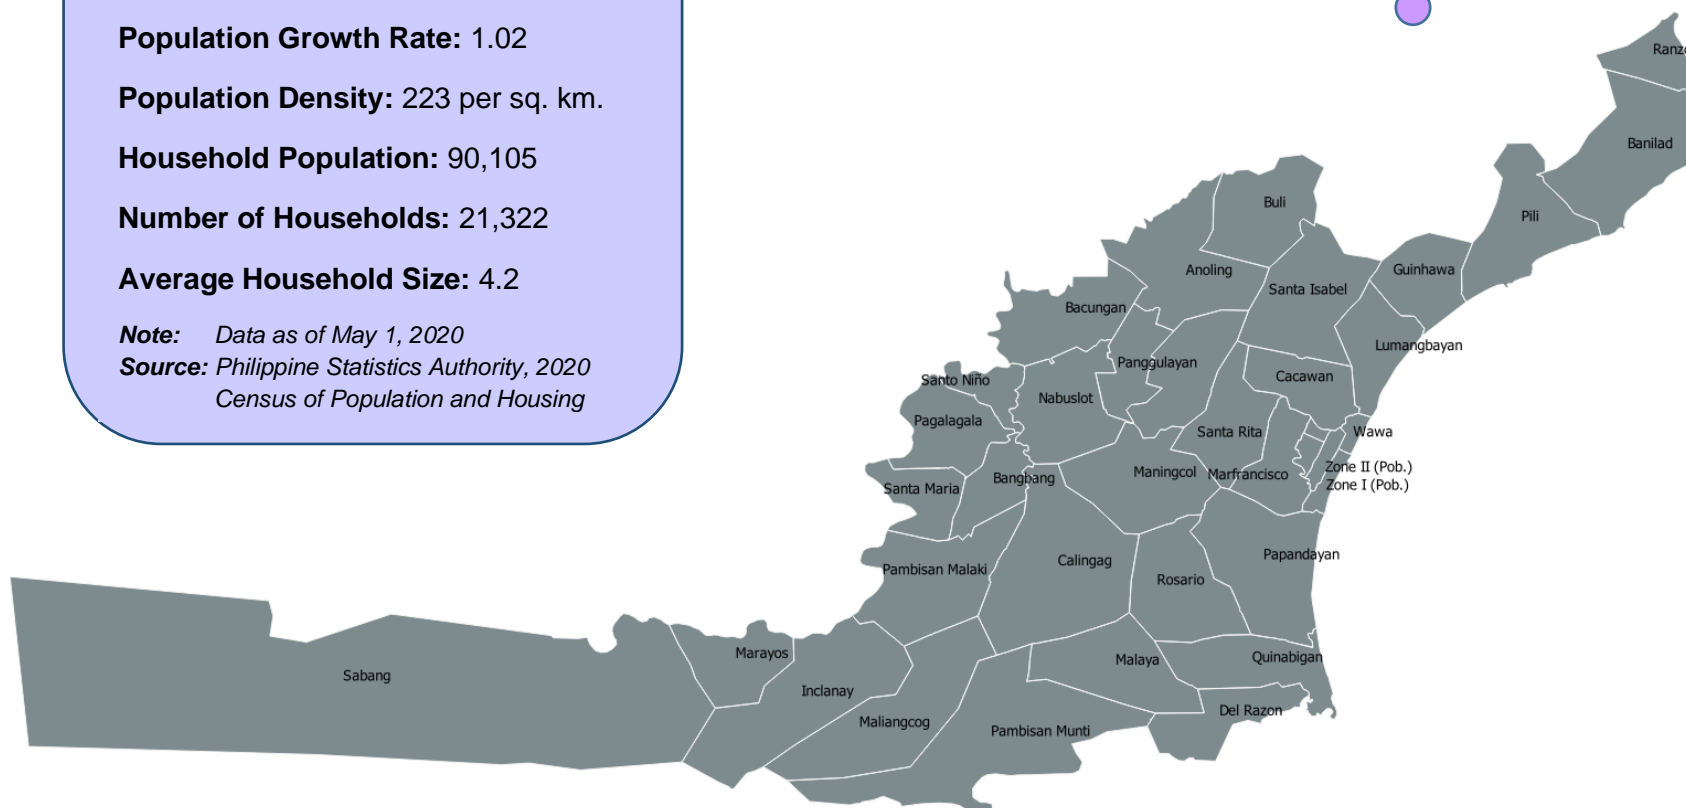 Population Growth Rate: 1.02
Population Density: 223 per sq. km.
Household Population: 90,105
Number of Households: 21,322
Average Household Size: 4.2
Note: Data as of May 1, 2020
Source: Philippine Statistics Authority, 2020
Census of Population and Housing
Banilad
Buli
Pili
Anoling
Guinhawa
Santa Isabel
Bacungan
Lumangbayan
Panggulayan
Cacawan
Santo Niño
Nabuslot
Pagalagala
Santa Rita
Wawa
Zone II (Pob.)
Maningcol
Marfrancisco
Bangbang
Zone I (Pob.)
Santa Maria
Papandayan
Calingag
Pambisan Malaki
Rosario
Marayos
Quinabigan
Malaya
Sabang
Inclanay
Del Razon
Maliangcog
Pambisan Munti